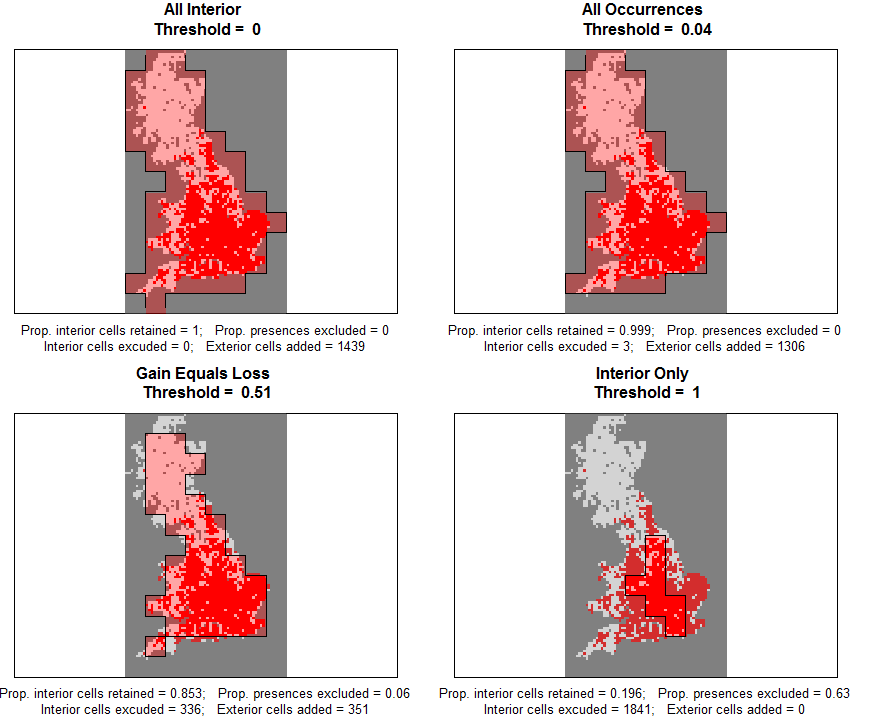 All Interior
Threshold = 0
All Occurrences
Threshold = 0.04
Prop. interior cells retained = 1; Prop. presences excluded = 0
Interior cells excuded = 0; Exterior cells added = 1439
Prop. interior cells retained = 0.999; Prop. presences excluded = 0
Interior cells excuded = 3; Exterior cells added = 1306
Gain Equals Loss
Threshold = 0.51
Interior Only
Threshold = 1
Prop. interior cells retained = 0.853; Prop. presences excluded = 0.06
Interior cells excuded = 336; Exterior cells added = 351
Prop. interior cells retained = 0.196; Prop. presences excluded = 0.63
Interior cells excuded = 1841; Exterior cells added = 0